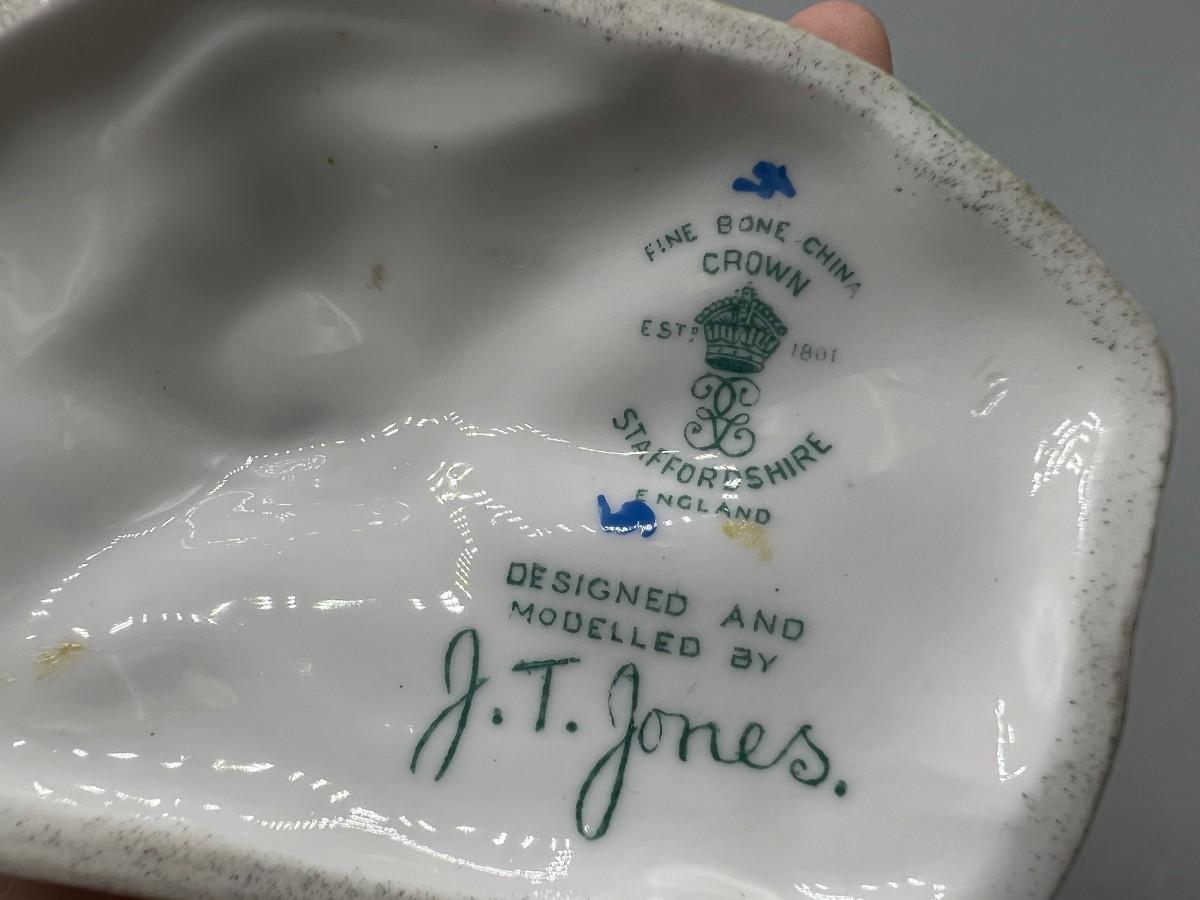 FINE BONE CHINA
CROWN
ESTD 1801
STAFFORDSHIRE
ENGLAND
DESIGNED AND
MODELLED BY
J. T. Jones.